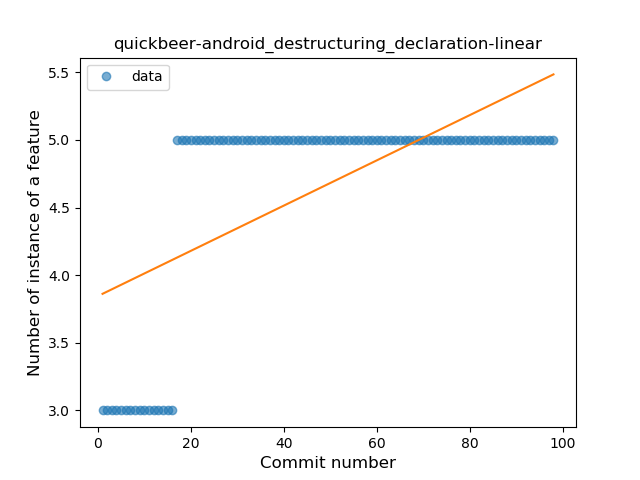 quickbeer-android_destructuring_declaration-linear
data
Number of instance of a feature
5.5
5.0
4.5
4.0
3.5
3.0
0 20 40 60 80 100
Commit number